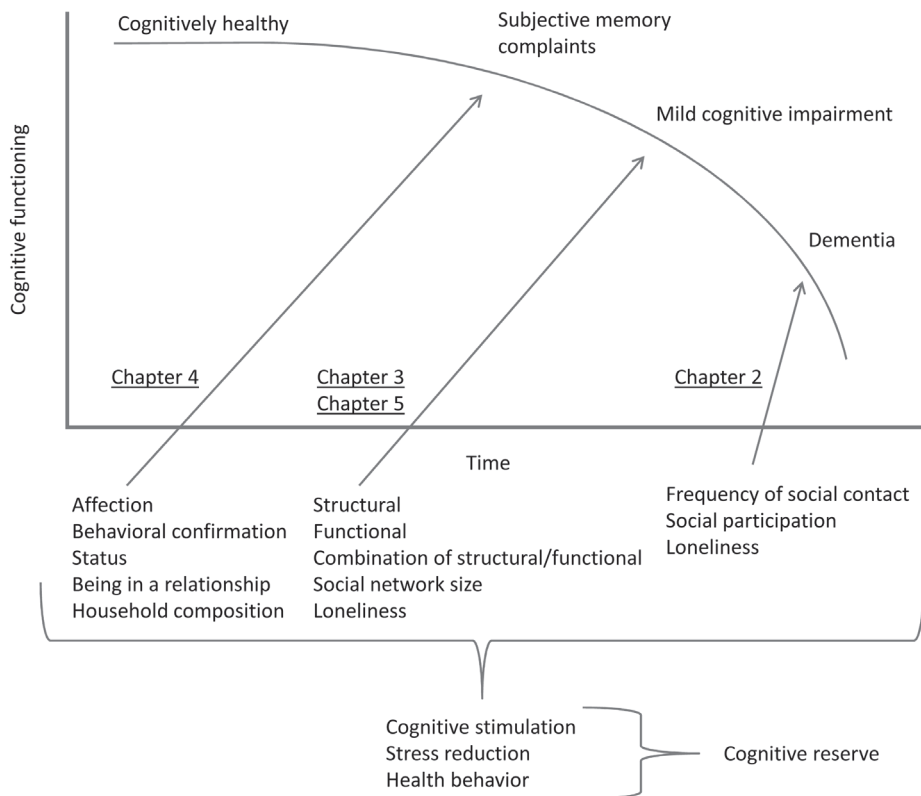 Cognitively healthy
Subjective memory
complaints
Mild cognitive impairment
Dementia
Cognitive functioning
Chapter 4
Chapter 3
Chapter 5
Chapter 2
Time
Affection
Behavioral confirmation
Status
Being in a relationship
Household composition
Structural
Functional
Combination of structural/functional
Social network size
Loneliness
Frequency of social contact
Social participation
Loneliness
Cognitive stimulation
Stress reduction
Health behavior
Cognitive reserve